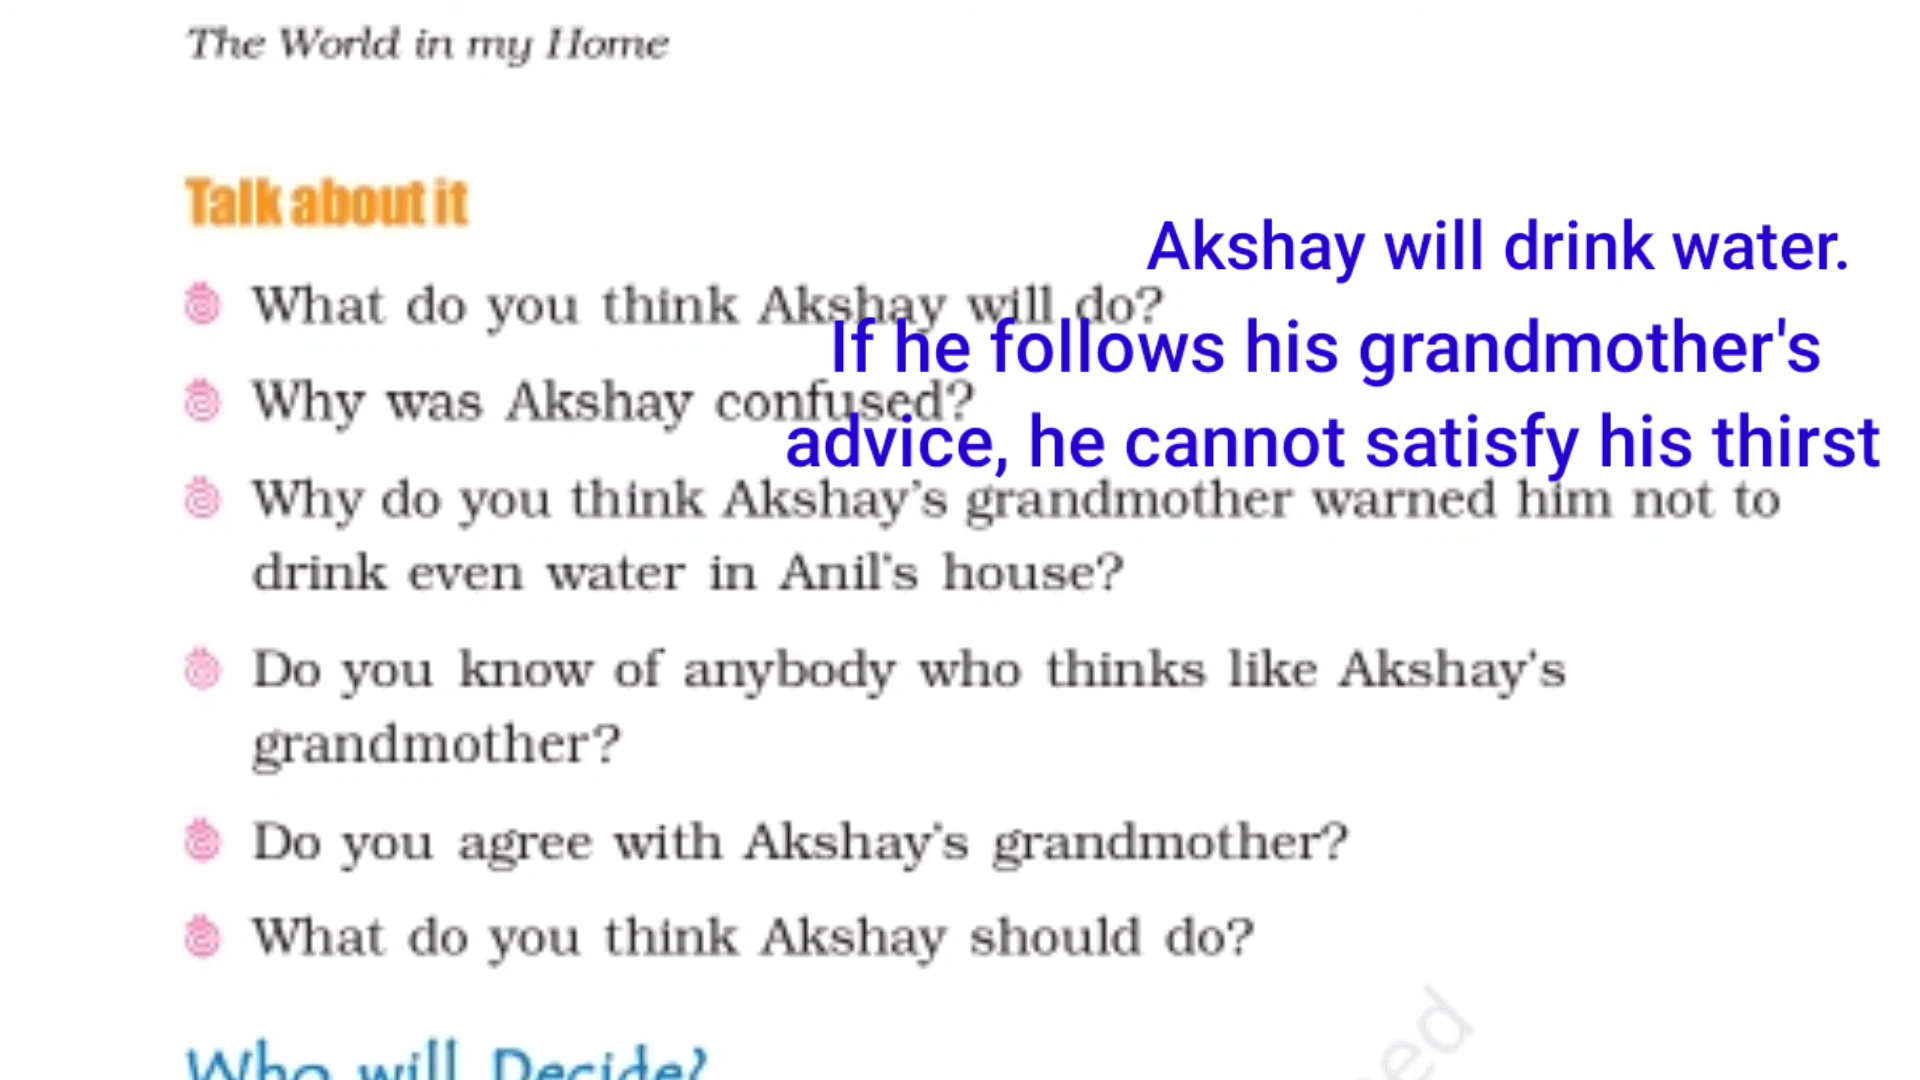 The World in my Home
Talk about it
Akshay will drink water.
What do you think Akshay will do?
If he follows his grandmother's
Why was Akshay confused?
advice, he cannot satisfy his thirst
Why do you think Akshay's grandmother warned him not to
drink even water in Anil's house?
Do you know of anybody who thinks like Akshay's
grandmother?
Do you agree with Akshay's grandmother?
What do you think Akshay should do?
Who will Decide?